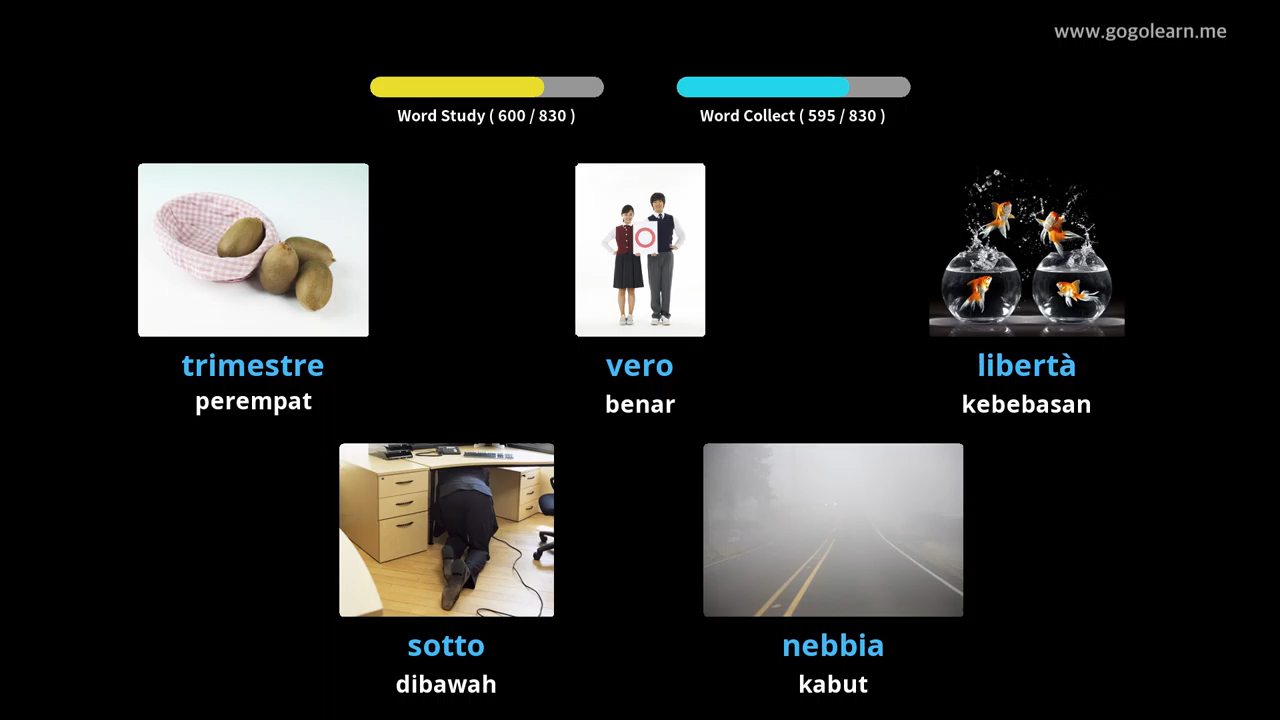 www.gogolearn.me
Word Study ( 600 / 830 )
Word Collect ( 595 / 830 )
trimestre
perempat
vero
benar
libertà
kebebasan
sotto
dibawah
nebbia
kabut